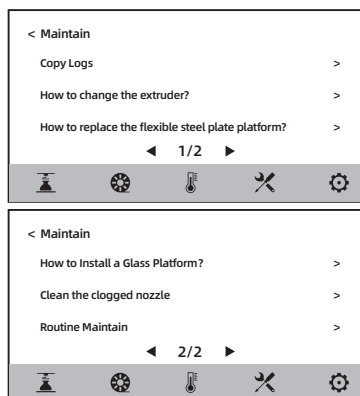 < Maintain
Copy Logs >
How to change the extruder? >
How to replace the flexible steel plate platform? >
◀ 1/2 ▶
< Maintain
How to Install a Glass Platform? >
Clean the clogged nozzle >
Routine Maintain >
◀ 2/2 ▶